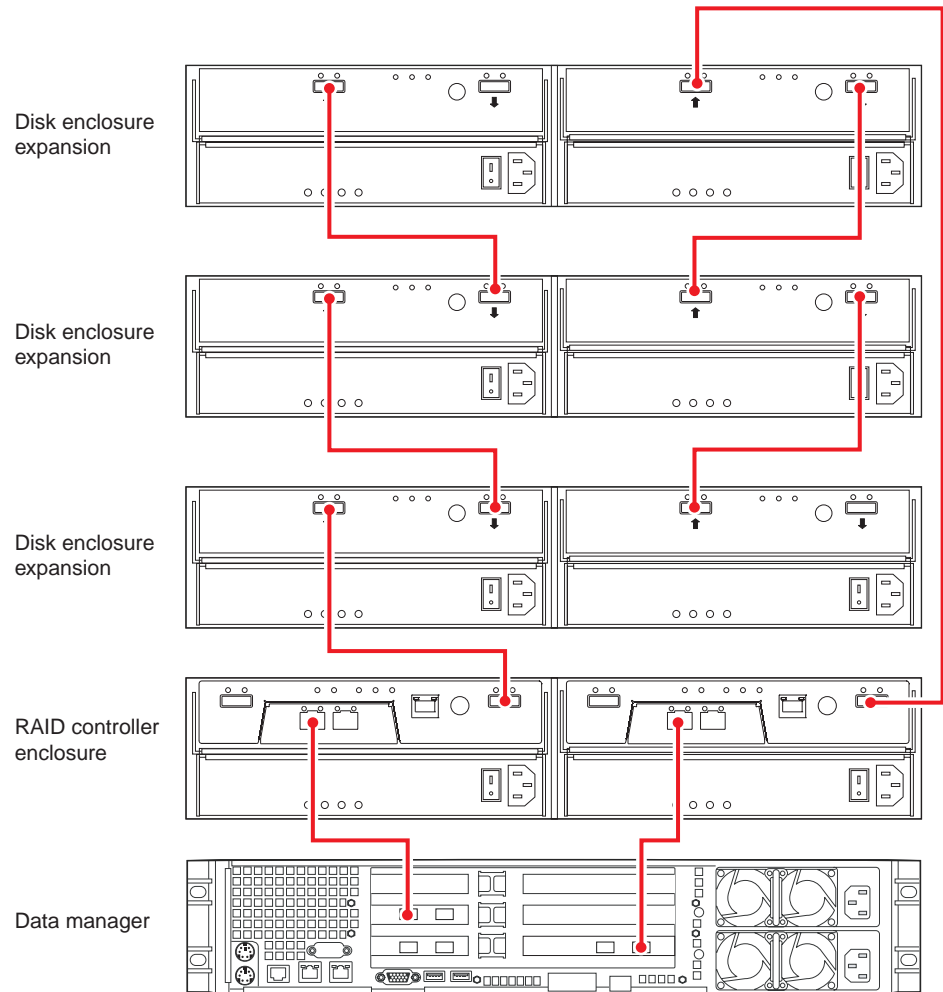 Disk enclosure
expansion
Disk enclosure
expansion
Disk enclosure
expansion
RAID controller
enclosure
Data manager